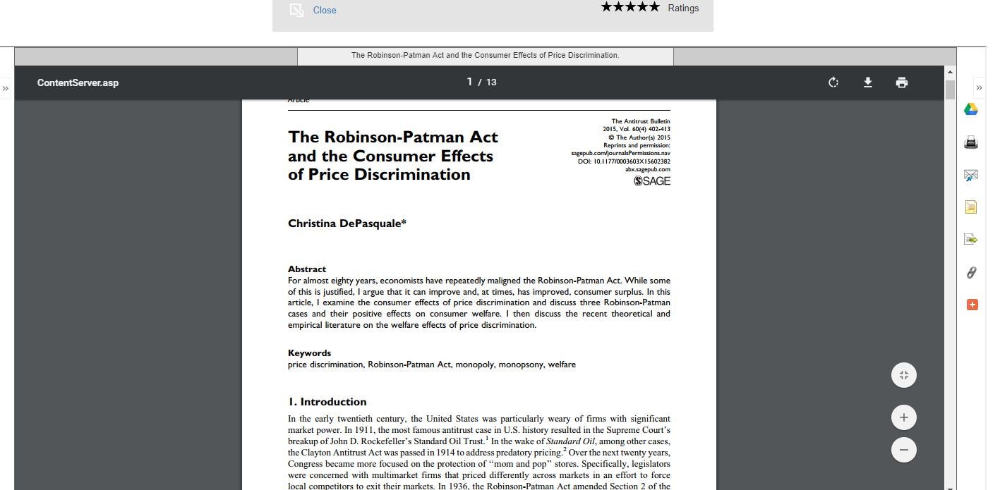 Close
★★★★★ Ratings
The Robinson-Patman Act and the Consumer Effects of Price Discrimination.
ContentServer.asp
1 / 13
Article
The Robinson-Patman Act
and the Consumer Effects
of Price Discrimination
The Antitrust Bulletin
2015, Vol. 60(4) 402-413
© The Author(s) 2015
Reprints and permission:
sagepub.com/journalsPermissions.nav
DOI: 10.1177/0003603X15602382
abx.sagepub.com
SAGE
Christina DePasquale*
Abstract
For almost eighty years, economists have repeatedly maligned the Robinson-Patman Act. While some
of this is justified, I argue that it can improve and, at times, has improved, consumer surplus. In this
article, I examine the consumer effects of price discrimination and discuss three Robinson-Patman
cases and their positive effects on consumer welfare. I then discuss the recent theoretical and
empirical literature on the welfare effects of price discrimination.
Keywords
price discrimination, Robinson-Patman Act, monopoly, monopsony, welfare
1. Introduction
In the early twentieth century, the United States was particularly weary of firms with significant
market power. In 1911, the most famous antitrust case in U.S. history resulted in the Supreme Court's
breakup of John D. Rockefeller's Standard Oil Trust.1 In the wake of Standard Oil, among other cases,
the Clayton Antitrust Act was passed in 1914 to address predatory pricing.2 Over the next twenty years,
Congress became more focused on the protection of ''mom and pop'' stores. Specifically, legislators
were concerned with multimarket firms that priced differently across markets in an effort to force
local competitors to exit their markets. In 1936, the Robinson-Patman Act amended Section 2 of the